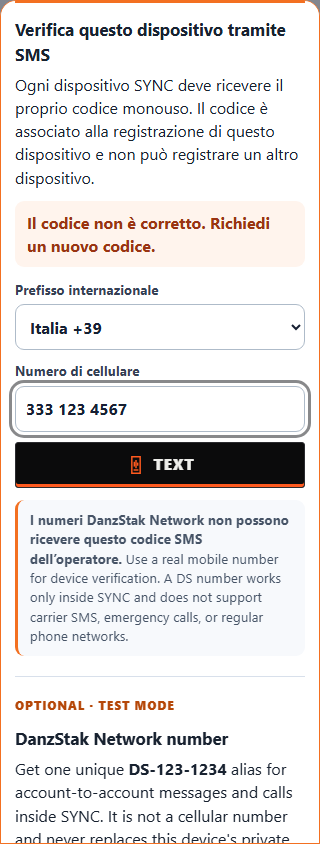 Verifica questo dispositivo tramite
SMS
Ogni dispositivo SYNC deve ricevere il
proprio codice monouso. Il codice è
associato alla registrazione di questo
dispositivo e non può registrare un altro
dispositivo.
Il codice non è corretto. Richiedi
un nuovo codice.
Prefisso internazionale
Italia +39
Numero di cellulare
333 123 4567
TEXT
I numeri DanzStak Network non possono
ricevere questo codice SMS
dell’operatore. Use a real mobile number
for device verification. A DS number works
only inside SYNC and does not support
carrier SMS, emergency calls, or regular
phone networks.
OPTIONAL · TEST MODE
DanzStak Network number
Get one unique DS-123-1234 alias for
account-to-account messages and calls
inside SYNC. It is not a cellular number
and never replaces this device's private